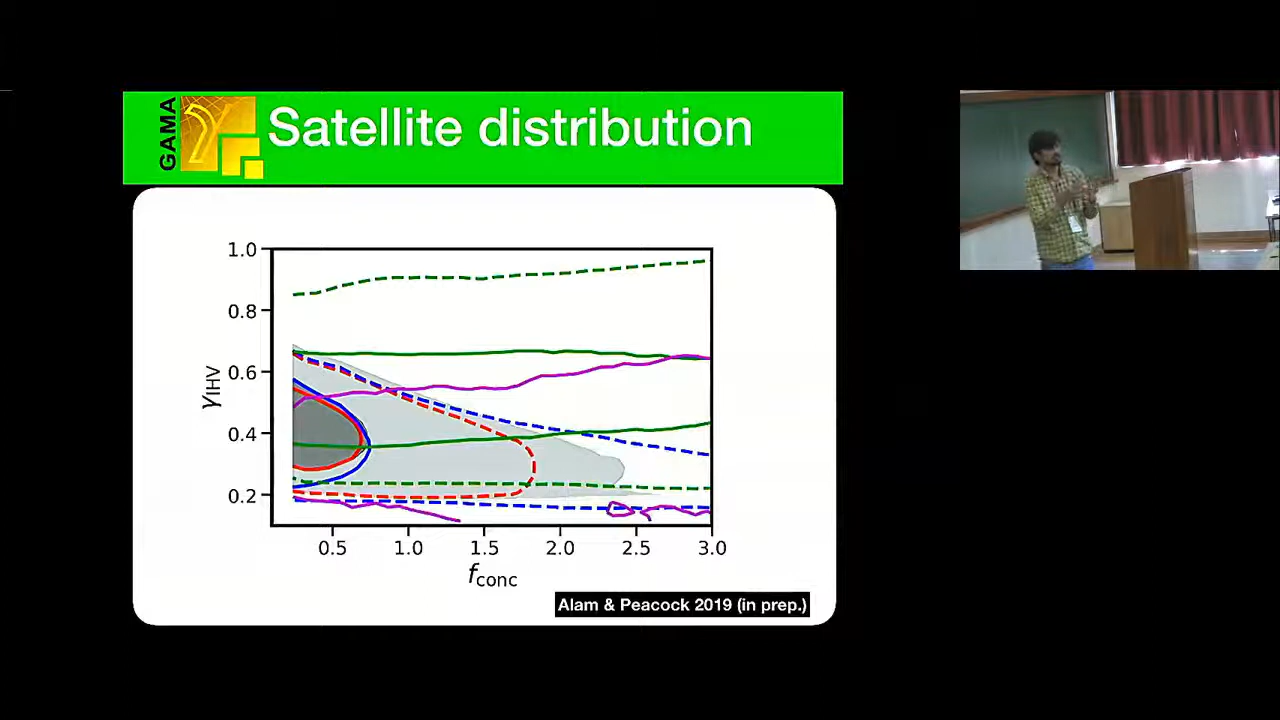 GAMA
Satellite distribution
1.0
0.8
0.6
0.4
0.2
γIHV
0.5 1.0 1.5 2.0 2.5 3.0
fconc
Alam & Peacock 2019 (in prep.)